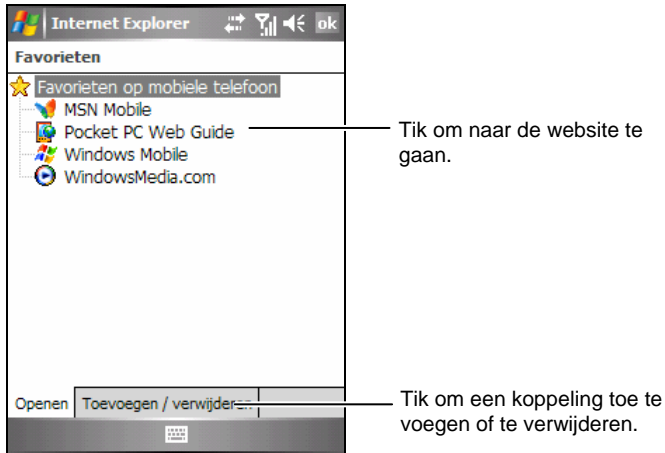 Internet Explorer ok
Favorieten
Favorieten op mobiele telefoon
MSN Mobile
Pocket PC Web Guide
Windows Mobile
WindowsMedia.com
Tik om naar de website te
gaan.
Openen Toevoegen / verwijderen
Tik om een koppeling toe te
voegen of te verwijderen.